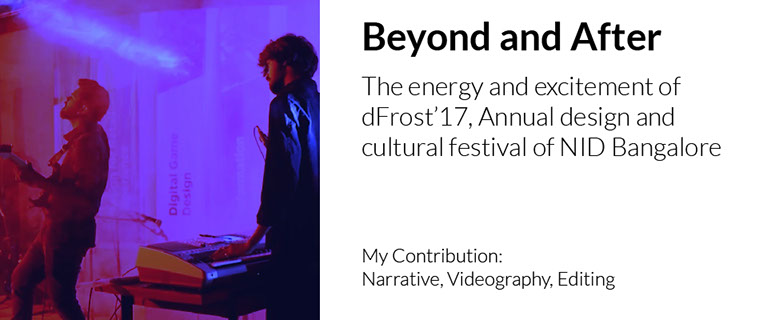 Beyond and After
The energy and excitement of
dFrost’17, Annual design and
cultural festival of NID Bangalore
My Contribution:
Narrative, Videography, Editing
Digital Game
Design